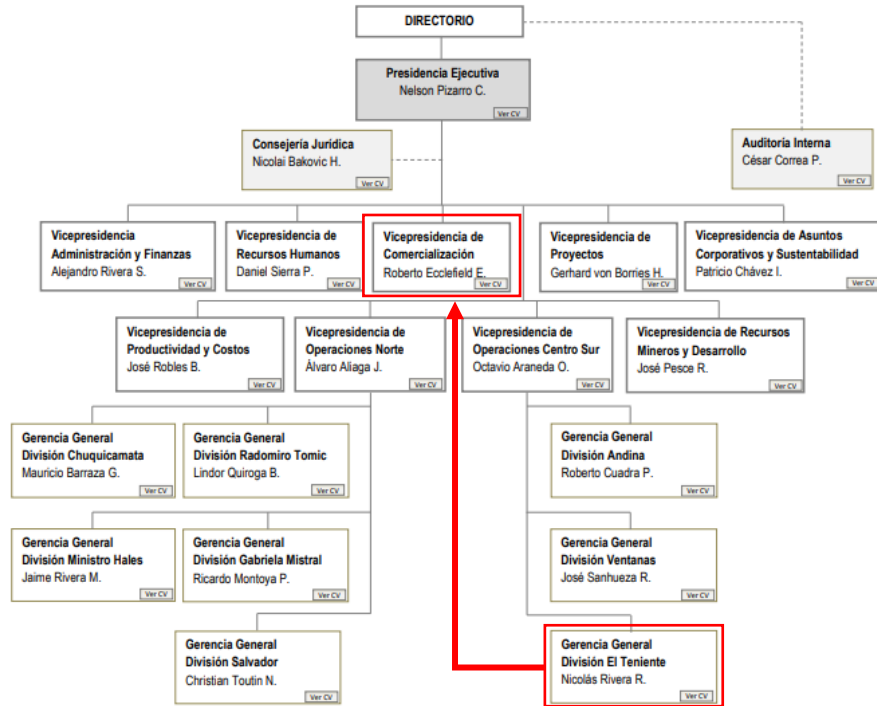 DIRECTORIO
Presidencia Ejecutiva
Nelson Pizarro C.
Ver CV
Consejería Jurídica
Nicolai Bakovic H.
Ver CV
Auditoría Interna
César Correa P.
Ver CV
Vicepresidencia
Administración y Finanzas
Alejandro Rivera S.
Ver CV
Vicepresidencia de
Recursos Humanos
Daniel Sierra P.
Ver CV
Vicepresidencia de
Comercialización
Roberto Ecclefield E.
Ver CV
Vicepresidencia de
Proyectos
Gerhard von Borries H.
Ver CV
Vicepresidencia de Asuntos
Corporativos y Sustentabilidad
Patricio Chávez I.
Ver CV
Vicepresidencia de
Productividad y Costos
José Robles B.
Ver CV
Vicepresidencia de
Operaciones Norte
Álvaro Aliaga J.
Ver CV
Vicepresidencia de
Operaciones Centro Sur
Octavio Araneda O.
Ver CV
Vicepresidencia de Recursos
Mineros y Desarrollo
José Pesce R.
Ver CV
Gerencia General
División Chuquicamata
Mauricio Barraza G.
Ver CV
Gerencia General
División Radomiro Tomic
Lindor Quiroga B.
Ver CV
Gerencia General
División Andina
Roberto Cuadra P.
Ver CV
Gerencia General
División Ministro Hales
Jaime Rivera M.
Ver CV
Gerencia General
División Gabriela Mistral
Ricardo Montoya P.
Ver CV
Gerencia General
División Ventanas
José Sanhueza R.
Ver CV
Gerencia General
División Salvador
Christian Toutin N.
Ver CV
Gerencia General
División El Teniente
Nicolás Rivera R.
Ver CV